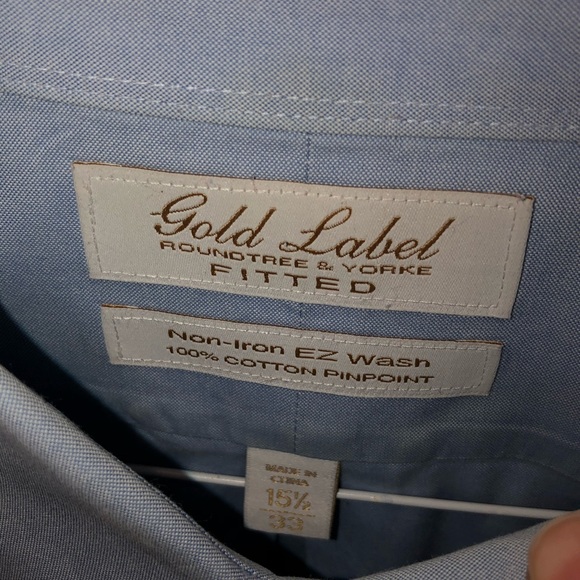 Gold Label
ROUNDTREE & YORKE
FITTED
Non-Iron EZ Wash
100% COTTON PINPOINT
MADE IN
CHINA
15½
33